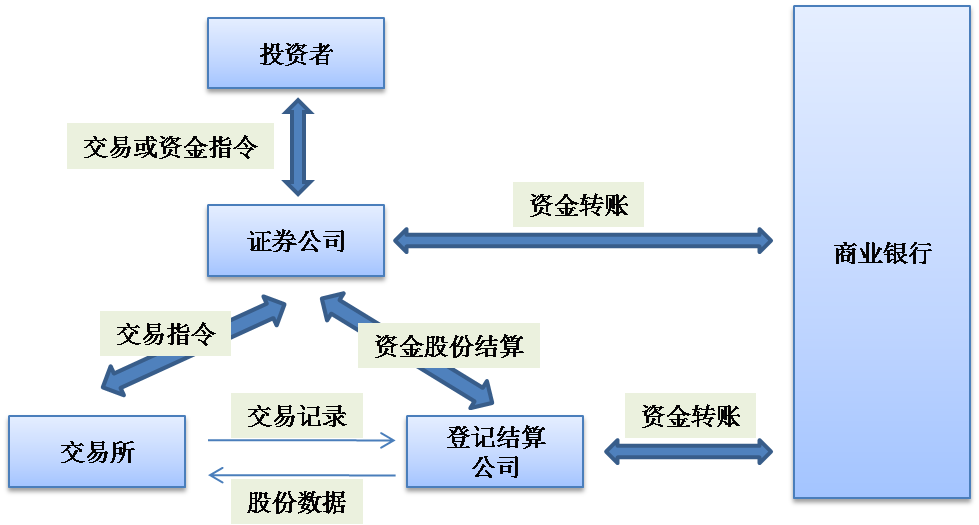 投资者
交易或资金指令
资金转账
证券公司
商业银行
交易指令
资金股份结算
交易记录
资金转账
交易所
登记结算
公司
股份数据